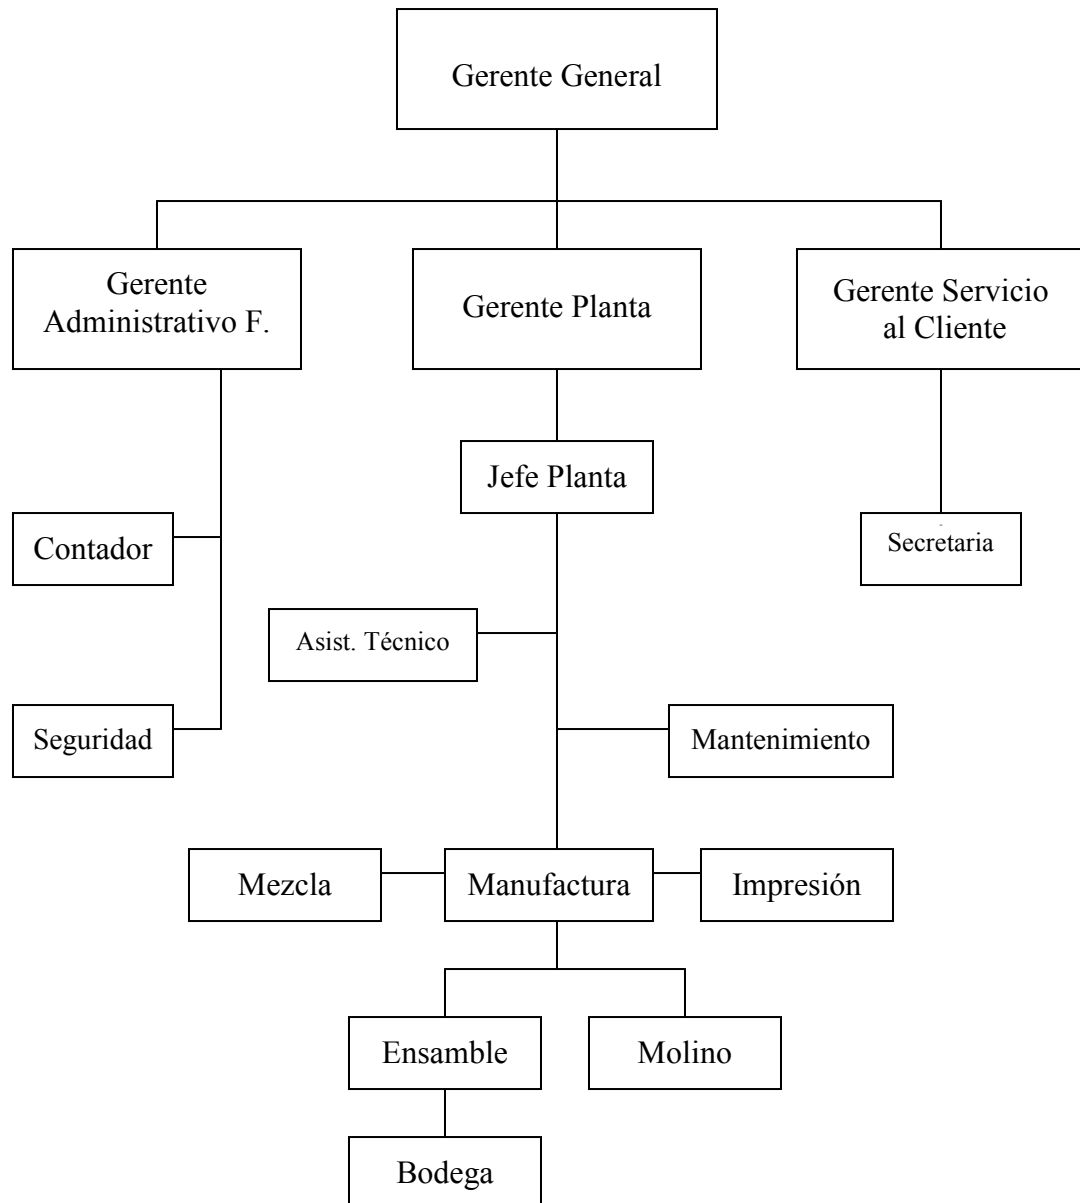 Gerente General
Gerente
Administrativo F.
Gerente Planta
Gerente Servicio
al Cliente
Jefe Planta
Contador
Secretaria
Asist. Técnico
Seguridad
Mantenimiento
Mezcla
Manufactura
Impresión
Ensamble
Molino
Bodega